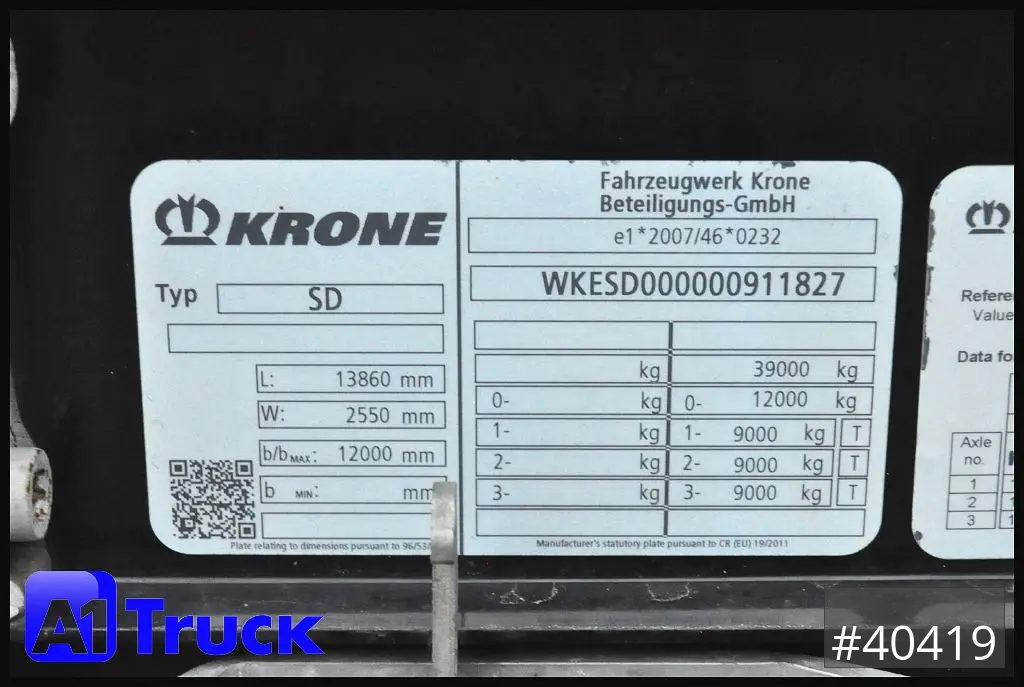 KRONE
Typ SD
L: 13860 mm
W: 2550 mm
b/b MAX: 12000 mm
b MIN: mm
Plate relating to dimensions pursuant to 96/53/
Fahrzeugwerk Krone
Beteiligungs-GmbH
e1*2007/46*0232
WKESD000000911827
kg 39000 kg
0- kg 0- 12000 kg
1- kg 1- 9000 kg T
2- kg 2- 9000 kg T
3- kg 3- 9000 kg T
Manufacturer's statutory plate pursuant to CR (EU) 19/2011
Refere
Value
Data fo
Axle
no.
1
2
3
A1 Truck
#40419